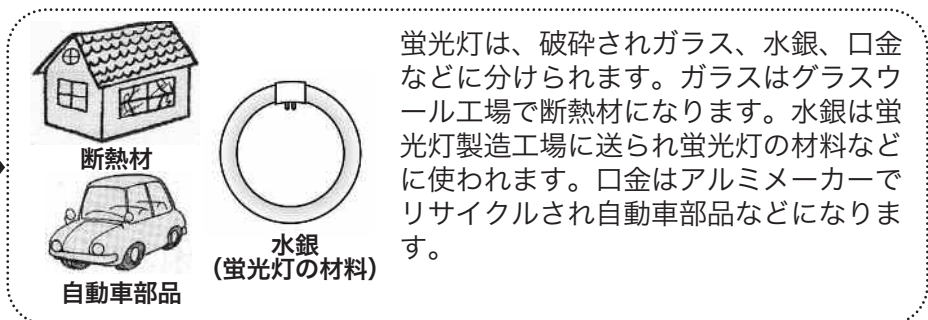 断熱材
自動車部品
水銀
(蛍光灯の材料)
蛍光灯は、破砕されガラス、水銀、口金
などに分けられます。ガラスはグラスウ
ール工場で断熱材になります。水銀は蛍
光灯製造工場に送られ蛍光灯の材料など
に使われます。口金はアルミメーカーで
リサイクルされ自動車部品などになりま
す。